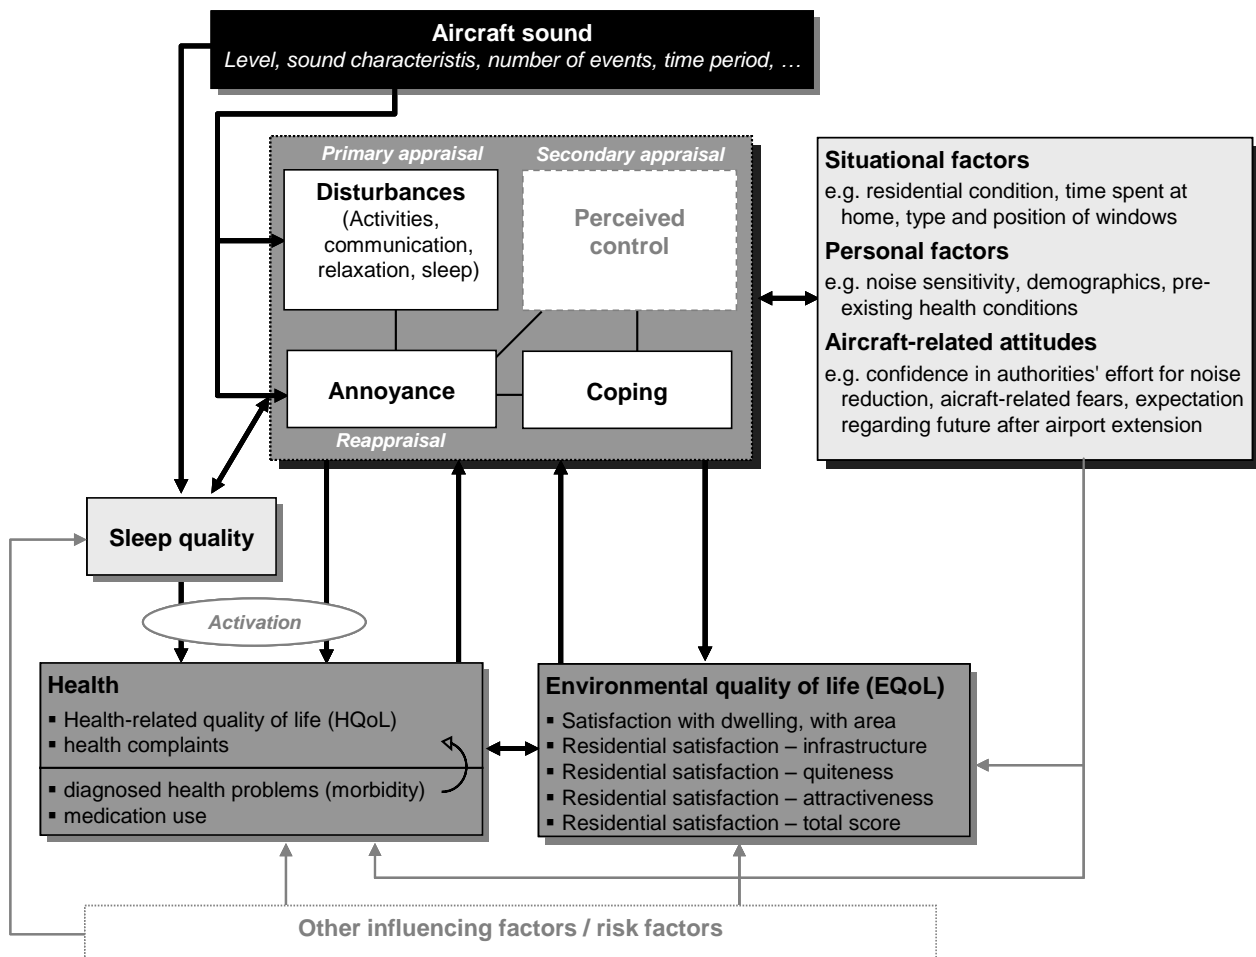 Aircraft sound
Level, sound characteristis, number of events, time period, …
Primary appraisal
Secondary appraisal
Disturbances
(Activities,
communication,
relaxation, sleep)
Perceived
control
Annoyance
Coping
Reappraisal
Situational factors
e.g. residential condition, time spent at
home, type and position of windows
Personal factors
e.g. noise sensitivity, demographics, pre-
existing health conditions
Aircraft-related attitudes
e.g. confidence in authorities' effort for noise
reduction, aicraft-related fears, expectation
regarding future after airport extension
Sleep quality
Activation
Health
▪ Health-related quality of life (HQoL)
▪ health complaints
▪ diagnosed health problems (morbidity)
▪ medication use
Environmental quality of life (EQoL)
▪ Satisfaction with dwelling, with area
▪ Residential satisfaction – infrastructure
▪ Residential satisfaction – quiteness
▪ Residential satisfaction – attractiveness
▪ Residential satisfaction – total score
Other influencing factors / risk factors